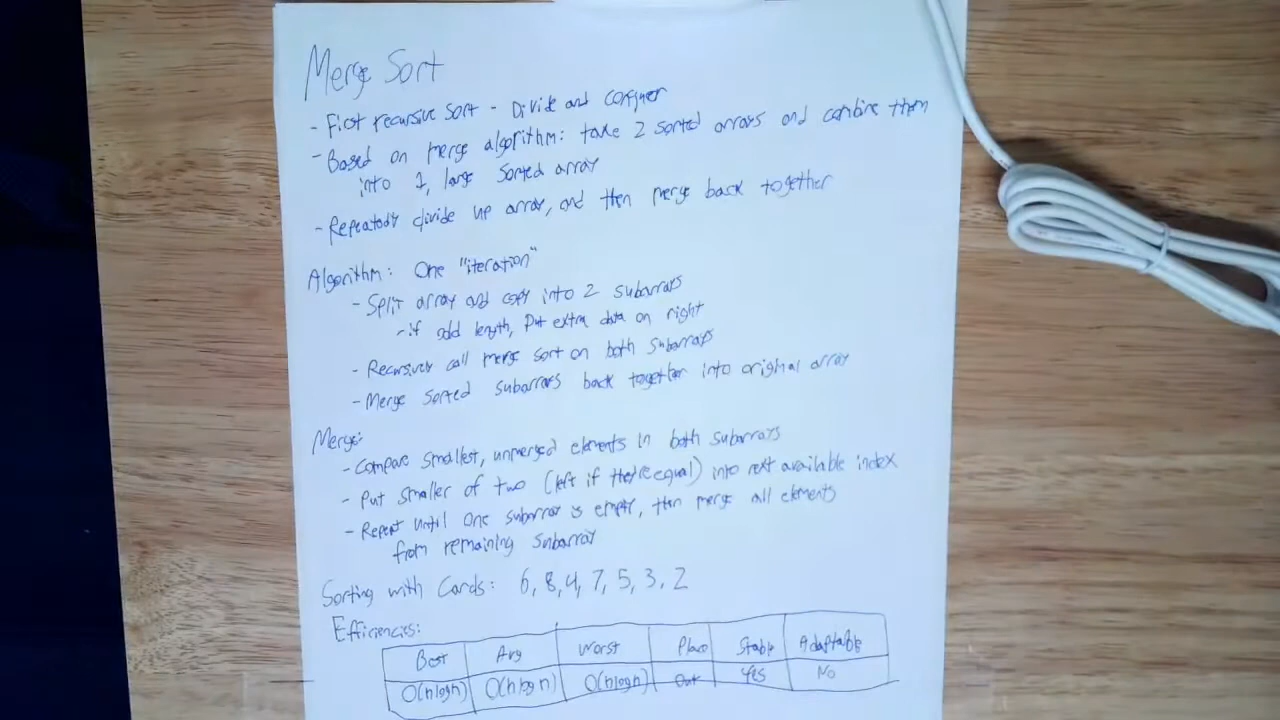 Merge Sort
- First recursive sort - Divide and conquer
- Based on merge algorithm: take 2 sorted arrays and combine them
into 1, large sorted array
- Repeatedly divide up array, and then merge back together
Algorithm: One "iteration"
- Split array and copy into 2 subarrays
- if odd length, put extra data on right
- Recursively call merge sort on both subarrays
- Merge sorted subarrays back together into original array
Merge:
- Compare smallest, unmerged elements in both subarrays
- Put smaller of two (left if they're equal) into next available index
- Repeat until one subarray is empty, then merge all elements
from remaining subarray
Sorting with Cards: 6, 8, 4, 7, 5, 3, 2
Efficiencies:
Best Avg Worst Place Stable Adaptable
O(nlogn) O(nlogn) O(nlogn) Out Yes No